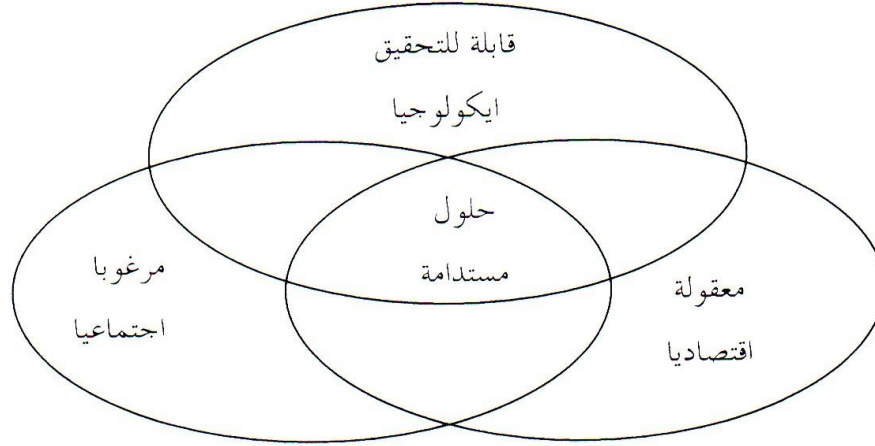 قابلة للتحقيق
ايكولوجيا
حلول
مستدامة
معقولة
اقتصاديا
مرغوبا
اجتماعيا